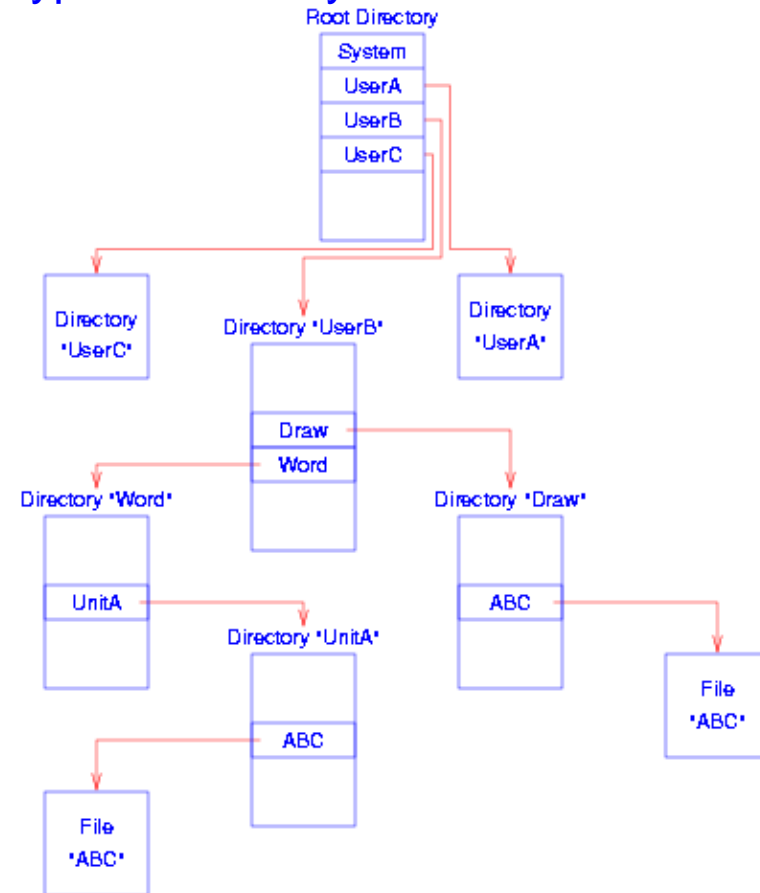 Root Directory
System
UserA
UserB
UserC
Directory
"UserC"
Directory "UserB"
Directory
"UserA"
Draw
Word
Directory "Word"
Directory "Draw"
UnitA
ABC
Directory "UnitA"
File
"ABC"
ABC
File
"ABC"